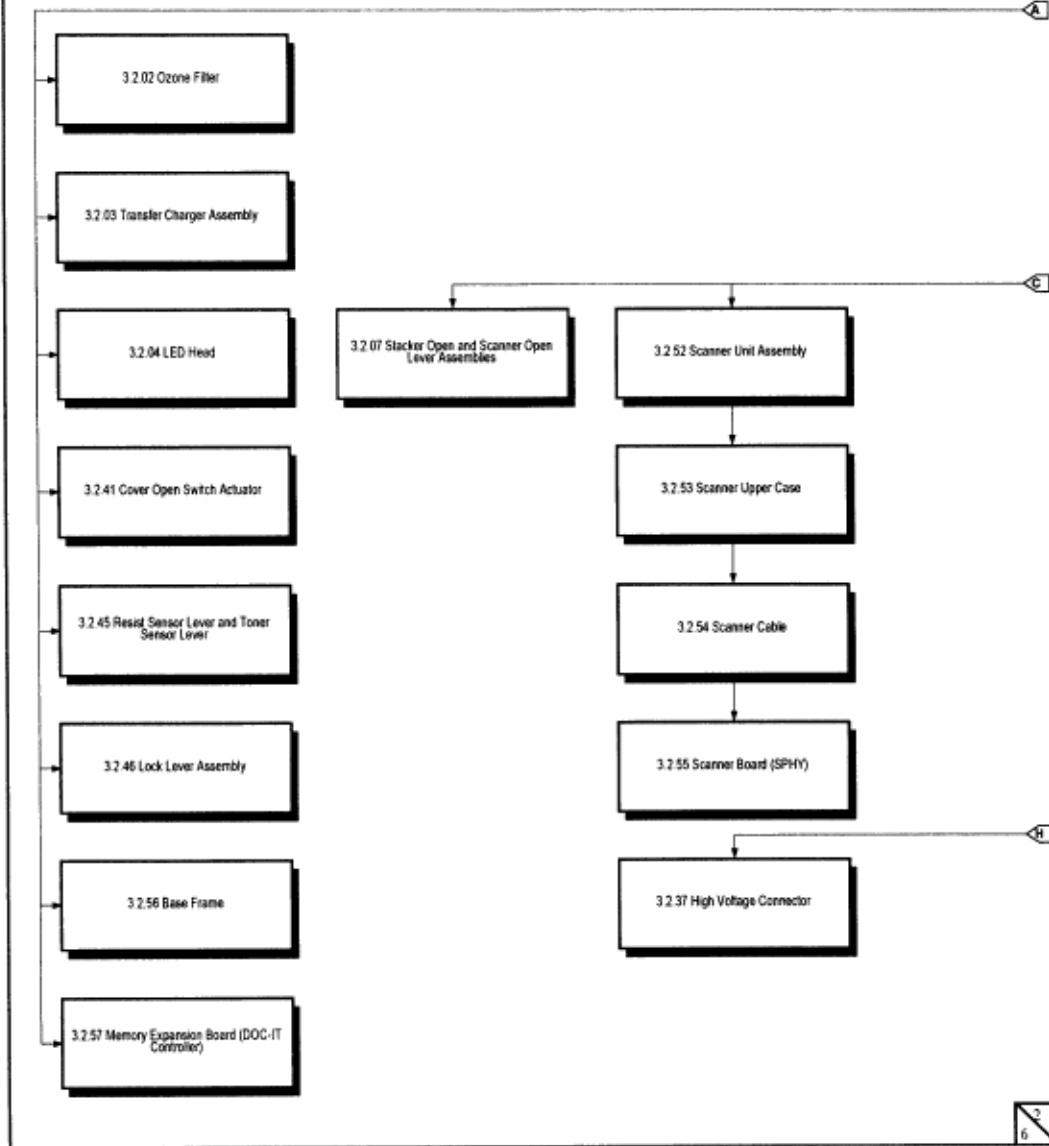 A
3.2.02 Ozone Filter
3.2.03 Transfer Charger Assembly
C
3.2.04 LED Head
3.2.07 Stacker Open and Scanner Open
Lever Assemblies
3.2.52 Scanner Unit Assembly
3.2.41 Cover Open Switch Actuator
3.2.53 Scanner Upper Case
3.2.45 Resist Sensor Lever and Toner
Sensor Lever
3.2.54 Scanner Cable
3.2.46 Lock Lever Assembly
3.2.55 Scanner Board (SPHY)
H
3.2.56 Base Frame
3.2.37 High Voltage Connector
3.2.57 Memory Expansion Board (DOC-IT
Controller)
2
6